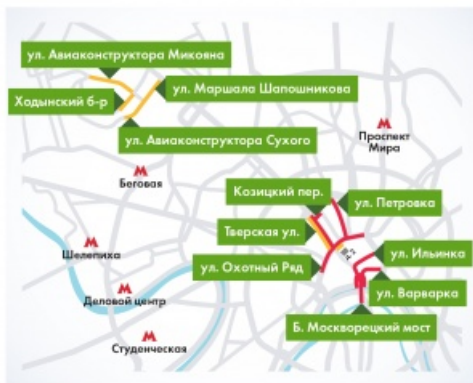 ул. Авиаконструктора Микояна
ул. Маршала Шапошникова
Ходынский б-р
ул. Авиаконструктора Сухого
Проспект
Мира
Беговая
Козицкий пер.
ул. Петровка
Тверская ул.
ул. Ильинка
Шелепиха
ул. Охотный Ряд
ул. Варварка
Деловой центр
Б. Москворецкий мост
Студенческая